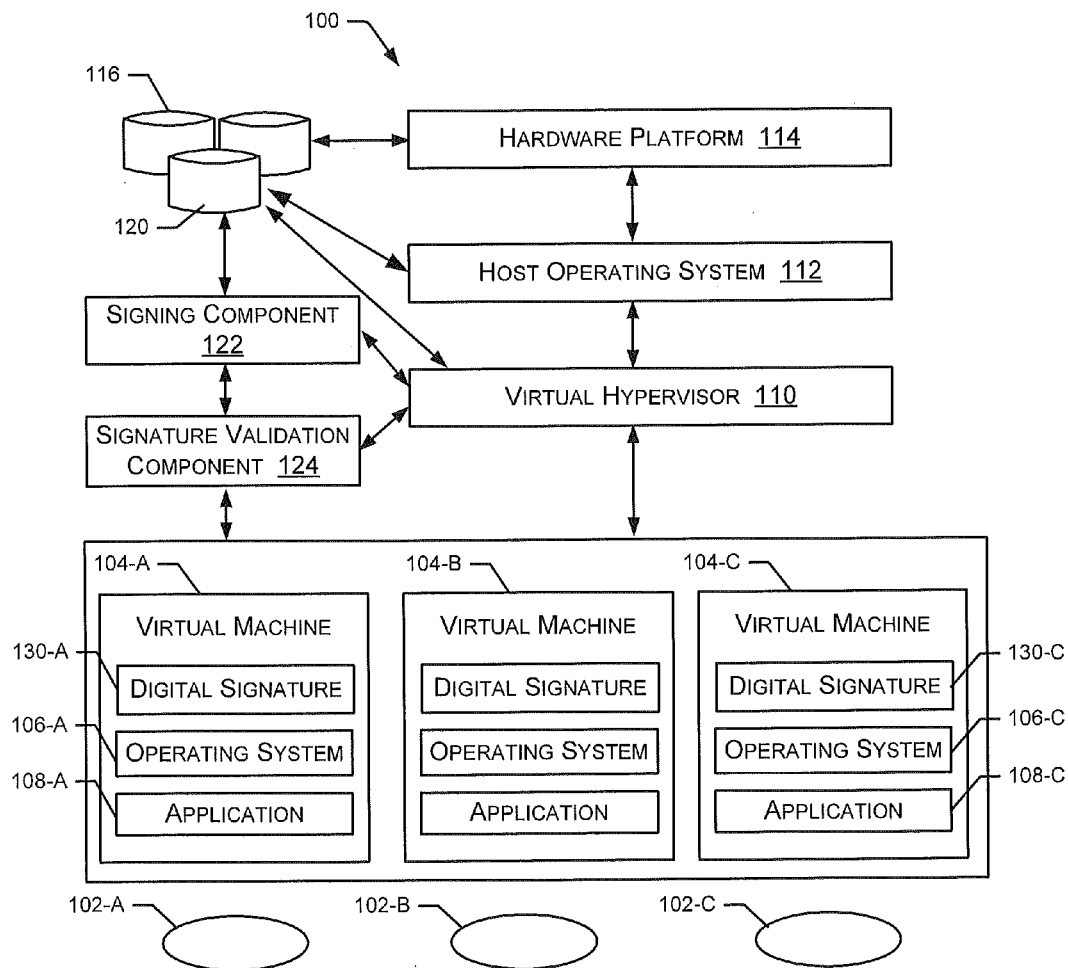 100
116
HARDWARE PLATFORM 114
120
HOST OPERATING SYSTEM 112
SIGNING COMPONENT
122
VIRTUAL HYPERVISOR 110
SIGNATURE VALIDATION
COMPONENT 124
104-A
104-B
104-C
VIRTUAL MACHINE
VIRTUAL MACHINE
VIRTUAL MACHINE
130-A
DIGITAL SIGNATURE
DIGITAL SIGNATURE
DIGITAL SIGNATURE
130-C
106-A
OPERATING SYSTEM
OPERATING SYSTEM
OPERATING SYSTEM
106-C
108-A
APPLICATION
APPLICATION
APPLICATION
108-C
102-A
102-B
102-C